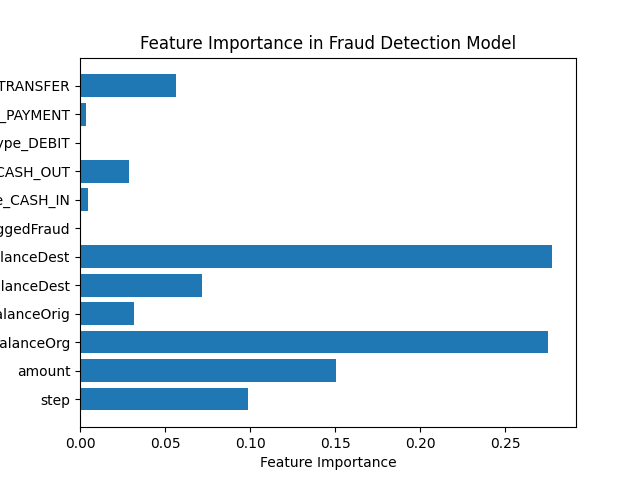 Feature Importance in Fraud Detection Model
TRANSFER
_PAYMENT
ype_DEBIT
CASH_OUT
e_CASH_IN
ggedFraud
lanceDest
lanceDest
alanceOrig
alanceOrg
amount
step
0.00 0.05 0.10 0.15 0.20 0.25
Feature Importance